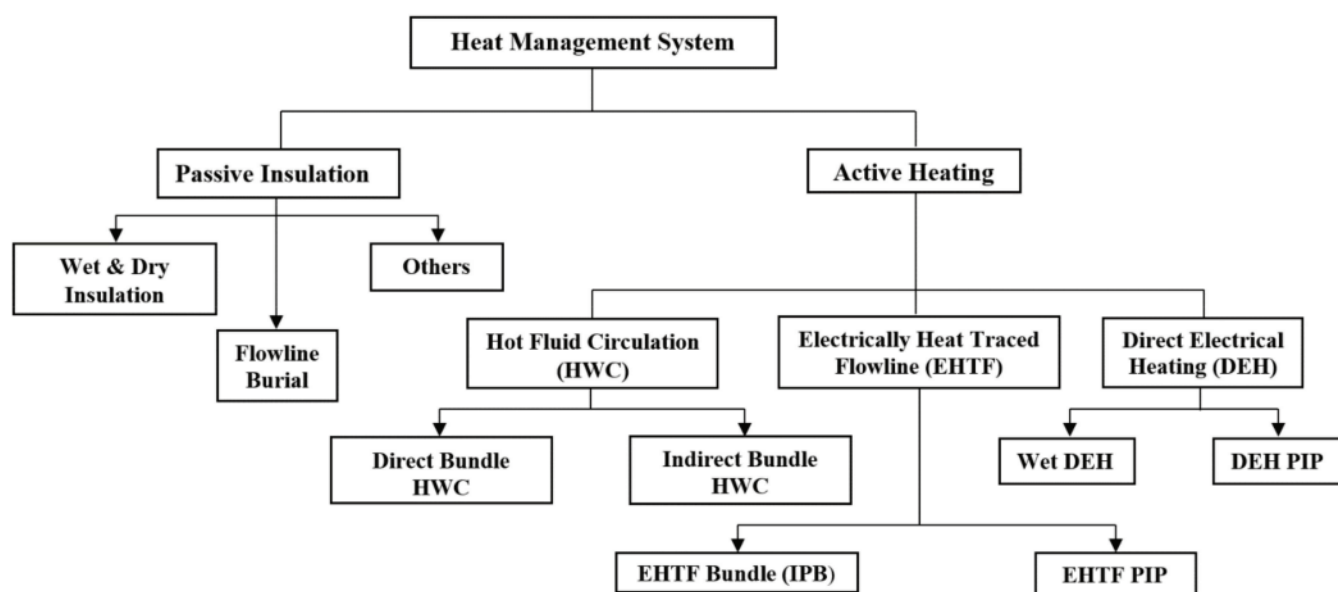 Heat Management System
Passive Insulation
Active Heating
Wet & Dry
Insulation
Others
Flowline
Burial
Hot Fluid Circulation
(HWC)
Electrically Heat Traced
Flowline (EHTF)
Direct Electrical
Heating (DEH)
Direct Bundle
HWC
Indirect Bundle
HWC
Wet DEH
DEH PIP
EHTF Bundle (IPB)
EHTF PIP